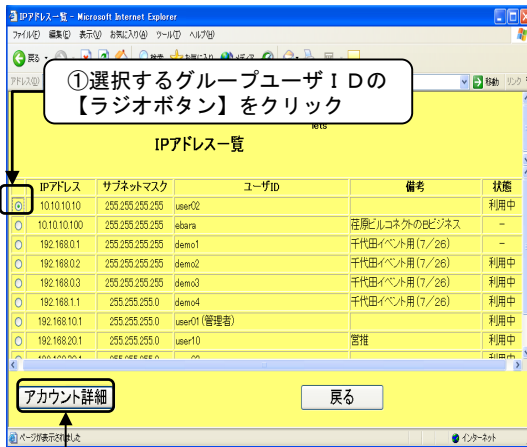 IPアドレス一覧 - Microsoft Internet Explorer
ファイル(F) 編集(E) 表示(V) お気に入り(A) ツール(T) ヘルプ(H)
戻る
移動 リンク
①選択するグループユーザＩＤの
【ラジオボタン】をクリック
IPアドレス一覧
IPアドレス サブネットマスク ユーザID 備考 状態
10.10.10.10 255.255.255.255 user02 利用中
10.10.10.100 255.255.255.255 ebara 荏原ビルコネクトのBビジネス －
192.168.0.1 255.255.255.255 demo1 千代田イベント用(7／26) －
192.168.0.2 255.255.255.255 demo2 千代田イベント用(7／26) 利用中
192.168.0.3 255.255.255.255 demo3 千代田イベント用(7／26) 利用中
192.168.1.1 255.255.255.0 demo4 千代田イベント用(7／26) 利用中
192.168.10.1 255.255.255.0 user01 (管理者) 利用中
192.168.20.1 255.255.255.0 user10 営推 利用中
アカウント詳細 戻る
ページが表示されました インターネット